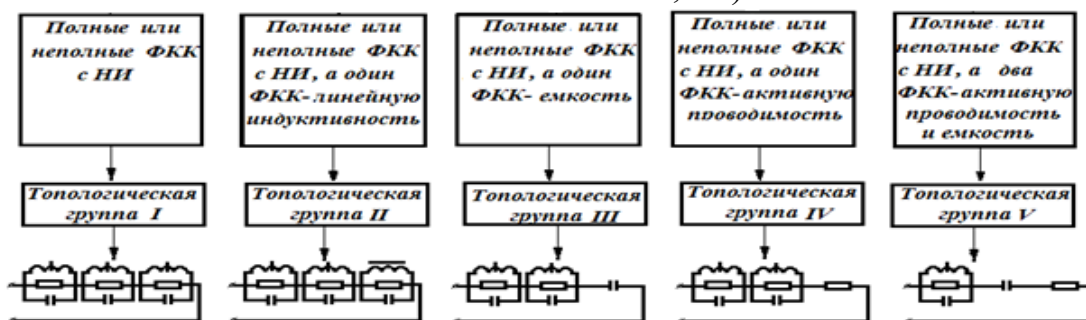 Полные или
неполные ФКК
с НИ
Полные или
неполные ФКК
с НИ, а один
ФКК-линейную
индуктивность
Полные или
неполные ФКК
с НИ, а один
ФКК- емкость
Полные или
неполные ФКК
с НИ, а один
ФКК-активную
проводимость
Полные или
неполные ФКК
с НИ, а два
ФКК-активную
проводимость
и емкость
Топологическая
группа I
Топологическая
группа II
Топологическая
группа III
Топологическая
группа IV
Топологическая
группа V